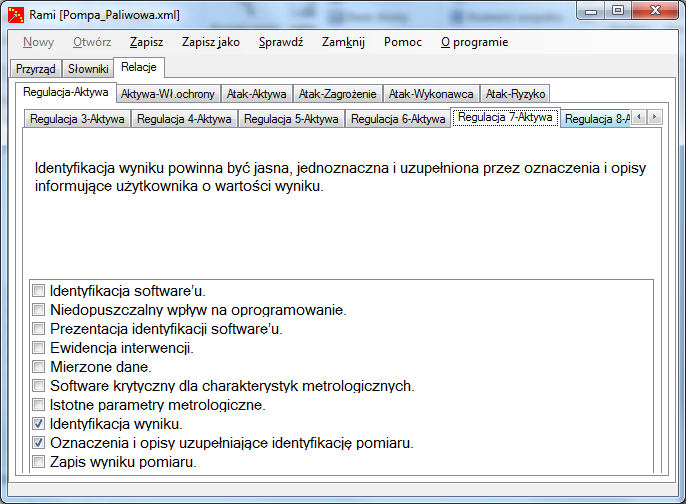 Rami [Pompa_Paliwowa.xml]
Nowy Otwórz Zapisz Zapisz jako Sprawdź Zamknij Pomoc O programie
Przyrząd Słowniki Relacje
Regulacja-Aktywa Aktywa-Wł.ochrony Atak-Aktywa Atak-Zagrożenie Atak-Wykonawca Atak-Ryzyko
Regulacja 3-Aktywa Regulacja 4-Aktywa Regulacja 5-Aktywa Regulacja 6-Aktywa Regulacja 7-Aktywa Regulacja 8-A
Identyfikacja wyniku powinna być jasna, jednoznaczna i uzupełniona przez oznaczenia i opisy
informujące użytkownika o wartości wyniku.
Identyfikacja software'u.
Niedopuszczalny wpływ na oprogramowanie.
Prezentacja identyfikacji software'u.
Ewidencja interwencji.
Mierzone dane.
Software krytyczny dla charakterystyk metrologicznych.
Istotne parametry metrologiczne.
Identyfikacja wyniku.
Oznaczenia i opisy uzupełniające identyfikację pomiaru.
Zapis wyniku pomiaru.